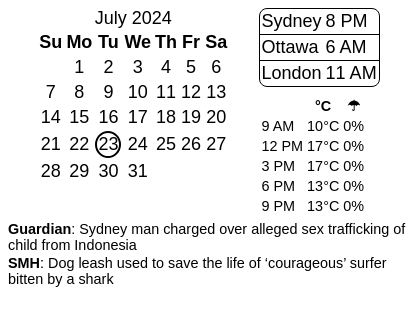 July 2024
Su Mo Tu We Th Fr Sa
1 2 3 4 5 6
7 8 9 10 11 12 13
14 15 16 17 18 19 20
21 22 23 24 25 26 27
28 29 30 31
Sydney 8 PM
Ottawa 6 AM
London 11 AM
°C ☂
9 AM 10°C 0%
12 PM 17°C 0%
3 PM 17°C 0%
6 PM 13°C 0%
9 PM 13°C 0%
Guardian: Sydney man charged over alleged sex trafficking of
child from Indonesia
SMH: Dog leash used to save the life of ‘courageous’ surfer
bitten by a shark